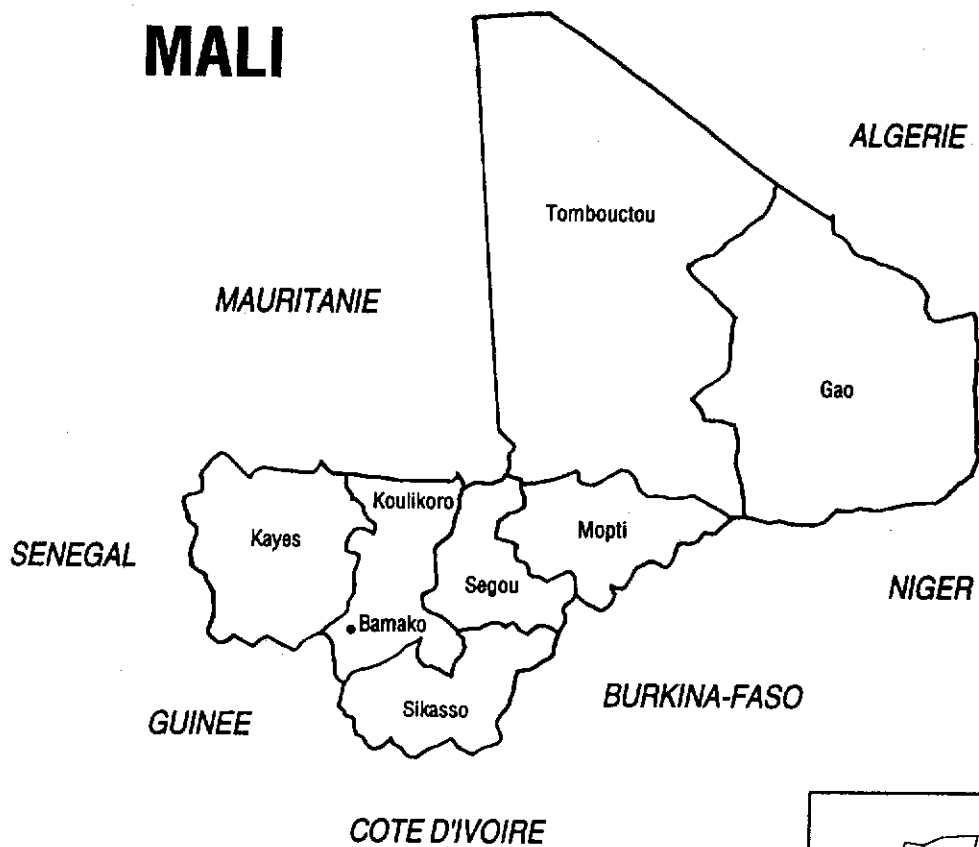 MALI
ALGERIE
Tombouctou
MAURITANIE
Gao
Koulikoro
Kayes
Mopti
SENEGAL
Segou
NIGER
Bamako
BURKINA-FASO
Sikasso
GUINEE
COTE D'IVOIRE